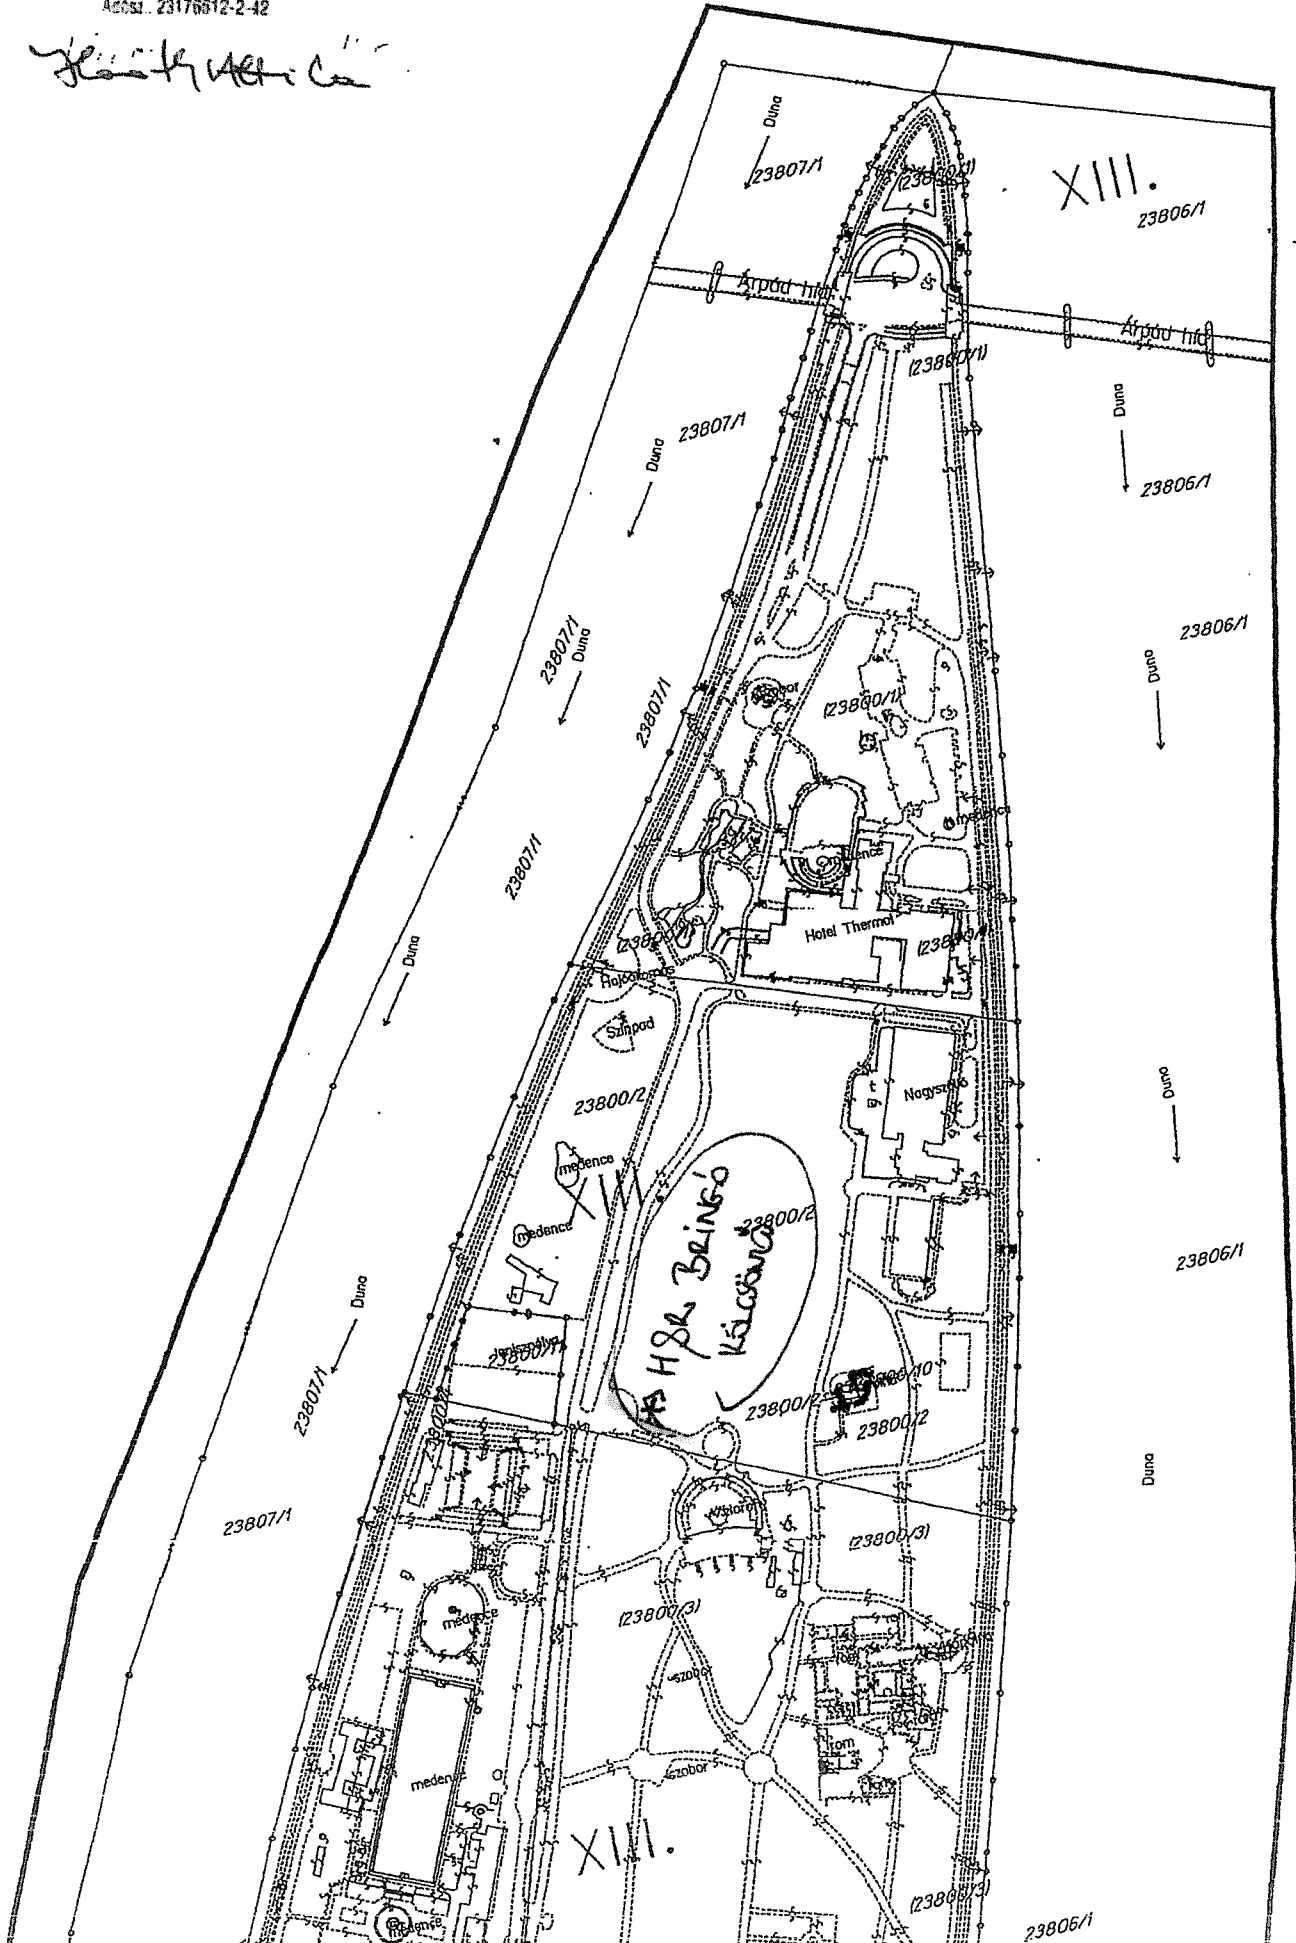 Adósz.. 23176612-2-42
Duna
23807/1
(23800/1)
XIII.
23806/1
Árpád híd
Árpád híd
(23800/1)
23807/1
Duna
Duna
23806/1
23807/1
Duna
23807/1
(23800/1)
23806/1
Duna
medence
medence
23807/1
Hotel Thermal
Duna
Hajóállomás
Színpad
23800/2
Nagyszálló
Duna
medence
XIII.
medence
23800/2
H&R BRINGÓ
KÖLCSÖNZŐ
23806/1
Duna
23807/1
23800/2
23800/2
Duna
23807/1
(23800/3)
medence
(23800/3)
szobor
rom
szobor
medence
XIII.
(23800/3)
medence
23806/1